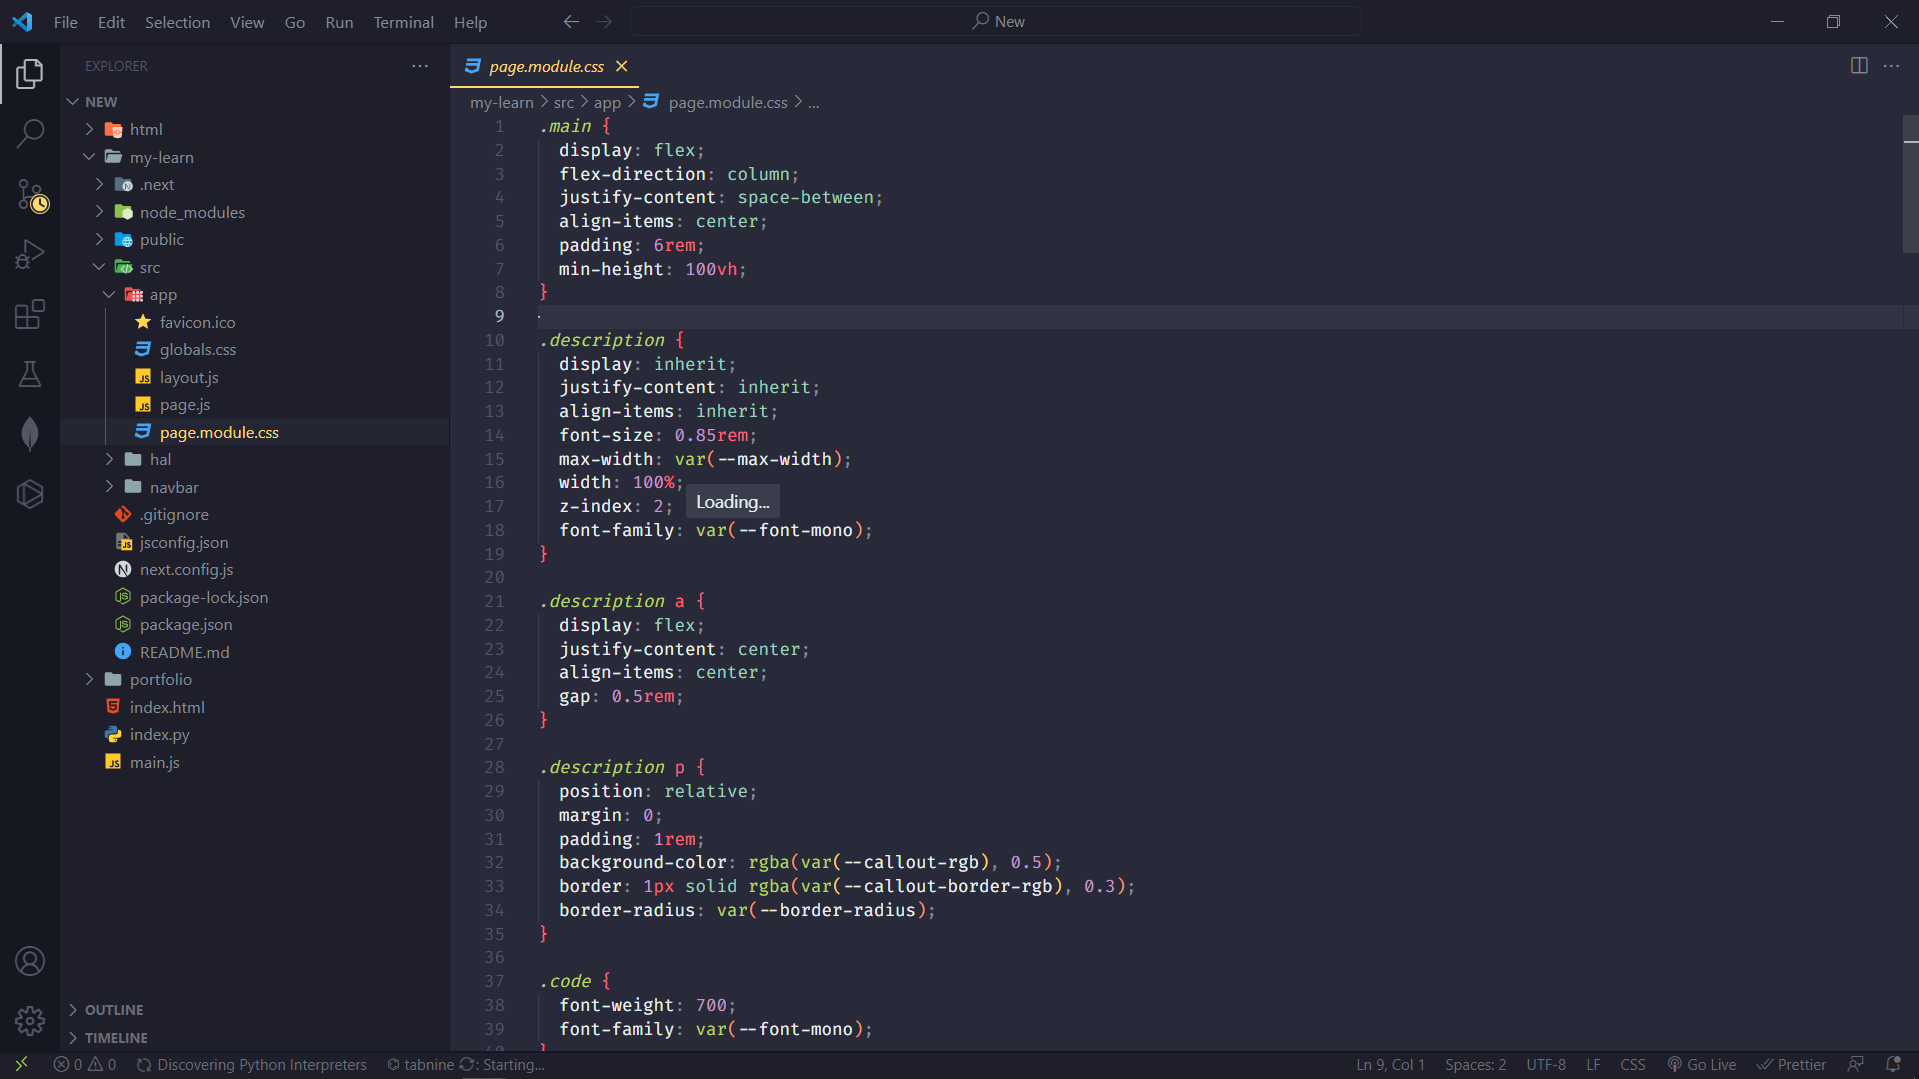 File Edit Selection View Go Run Terminal Help
New
EXPLORER
NEW
html
my-learn
.next
node_modules
public
src
app
favicon.ico
globals.css
layout.js
page.js
page.module.css
hal
navbar
.gitignore
jsconfig.json
next.config.js
package-lock.json
package.json
README.md
portfolio
index.html
index.py
main.js
OUTLINE
TIMELINE
page.module.css
my-learn > src > app > page.module.css > ...
1 .main {
2 display: flex;
3 flex-direction: column;
4 justify-content: space-between;
5 align-items: center;
6 padding: 6rem;
7 min-height: 100vh;
8 }
9
10 .description {
11 display: inherit;
12 justify-content: inherit;
13 align-items: inherit;
14 font-size: 0.85rem;
15 max-width: var(--max-width);
16 width: 100%;
17 z-index: 2;
Loading...
18 font-family: var(--font-mono);
19 }
20
21 .description a {
22 display: flex;
23 justify-content: center;
24 align-items: center;
25 gap: 0.5rem;
26 }
27
28 .description p {
29 position: relative;
30 margin: 0;
31 padding: 1rem;
32 background-color: rgba(var(--callout-rgb), 0.5);
33 border: 1px solid rgba(var(--callout-border-rgb), 0.3);
34 border-radius: var(--border-radius);
35 }
36
37 .code {
38 font-weight: 700;
39 font-family: var(--font-mono);
40 }
0 0 Discovering Python Interpreters tabnine : Starting... Ln 9, Col 1 Spaces: 2 UTF-8 LF CSS Go Live Prettier